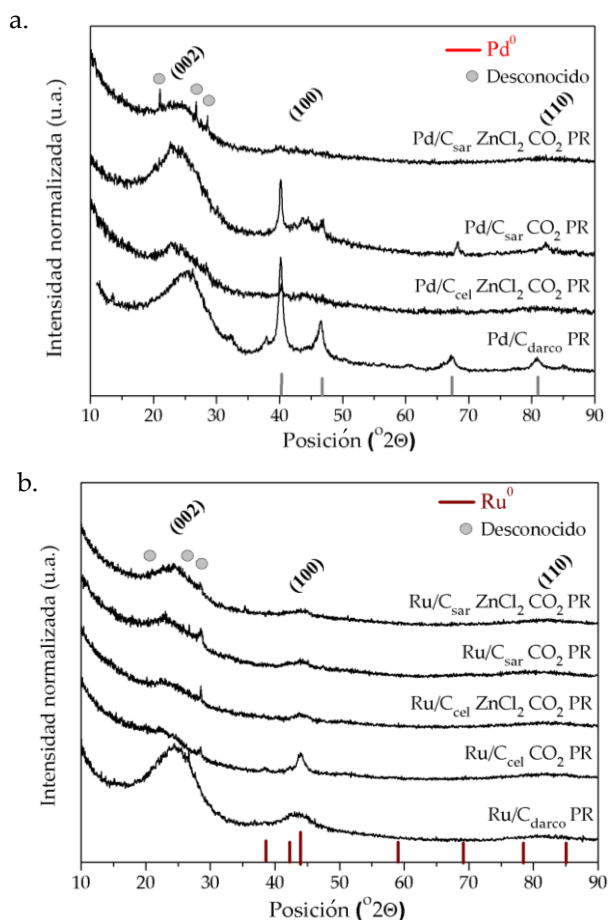 a.
Pd⁰
Desconocido
(002)
(100)
(110)
Pd/C_sar ZnCl₂ CO₂ PR
Pd/C_sar CO₂ PR
Pd/C_cel ZnCl₂ CO₂ PR
Pd/C_darco PR
Intensidad normalizada (u.a.)
10 20 30 40 50 60 70 80 90
Posición (°2Θ)
b.
Ru⁰
Desconocido
(002)
(100)
(110)
Ru/C_sar ZnCl₂ CO₂ PR
Ru/C_sar CO₂ PR
Ru/C_cel ZnCl₂ CO₂ PR
Ru/C_cel CO₂ PR
Ru/C_darco PR
Intensidad normalizada (u.a.)
10 20 30 40 50 60 70 80 90
Posición (°2Θ)